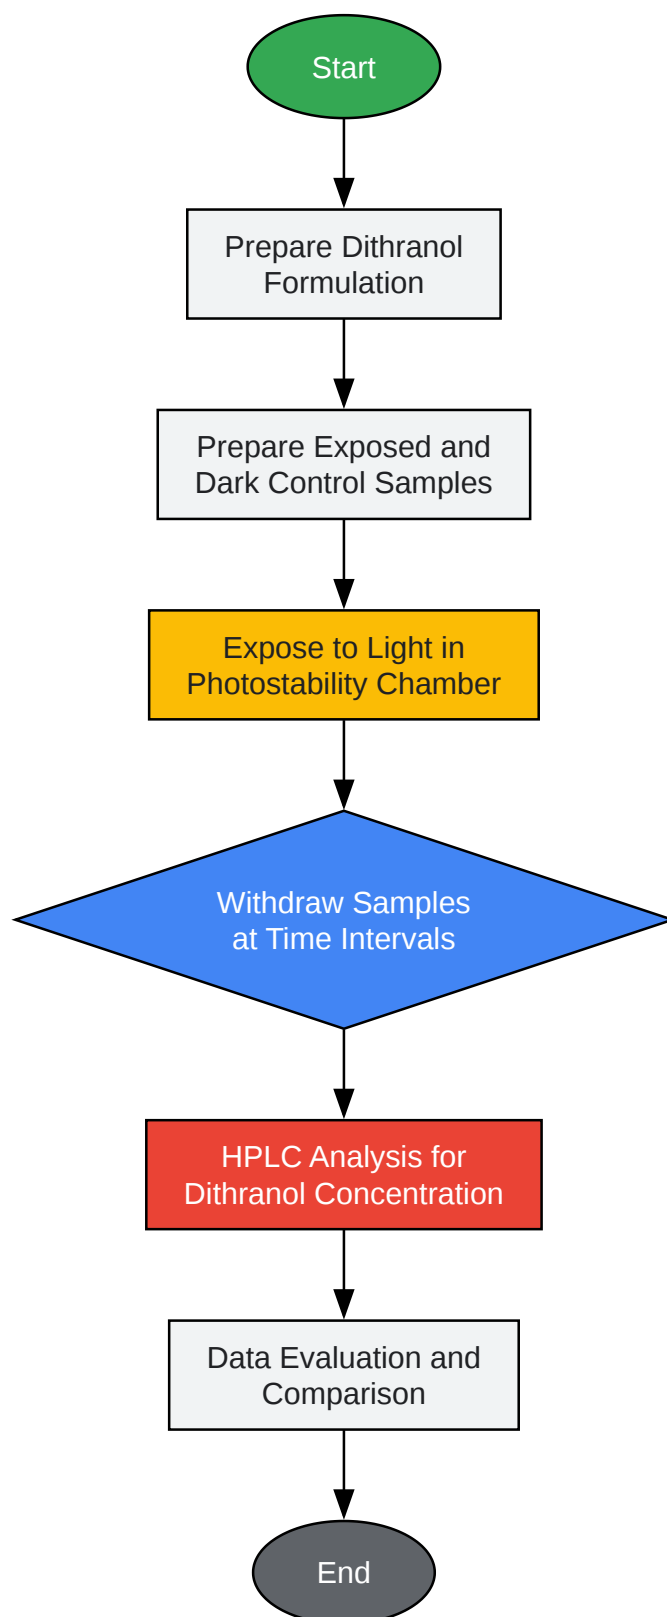 Start
Prepare Dithranol
Formulation
Prepare Exposed and
Dark Control Samples
Expose to Light in
Photostability Chamber
Withdraw Samples
at Time Intervals
HPLC Analysis for
Dithranol Concentration
Data Evaluation and
Comparison
End